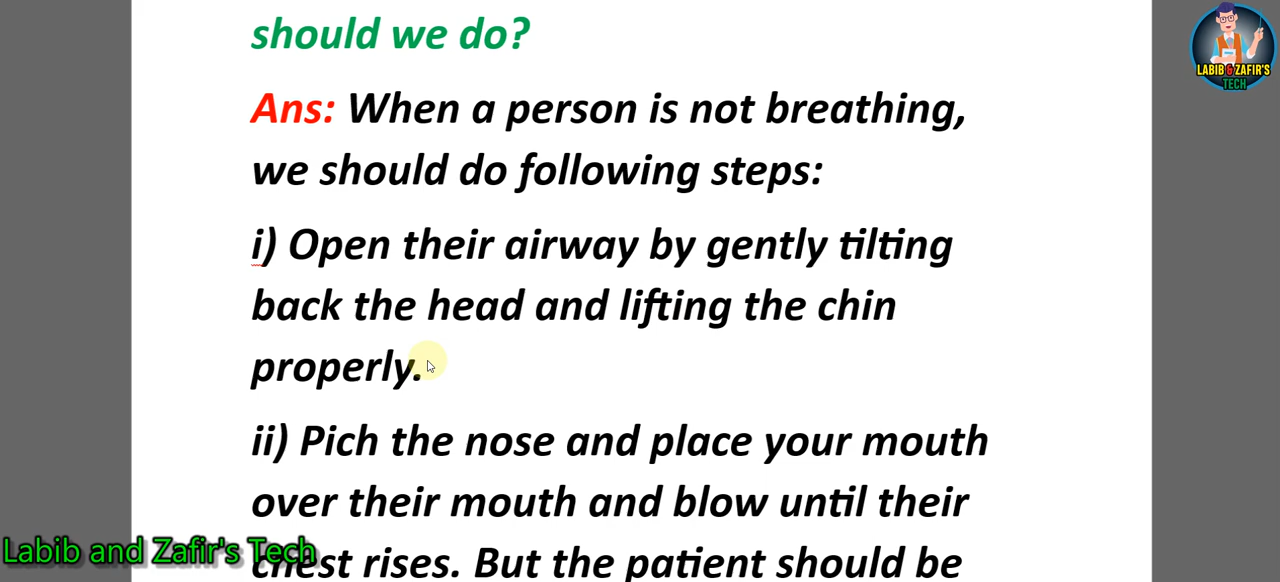 should we do?
Ans: When a person is not breathing,
we should do following steps:
i) Open their airway by gently tilting
back the head and lifting the chin
properly.
ii) Pich the nose and place your mouth
over their mouth and blow until their
chest rises. But the patient should be
LABIB & ZAFIR'S
TECH
Labib and Zafir's Tech